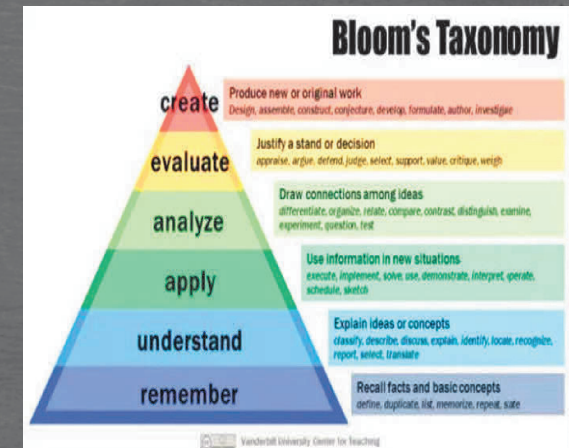 Bloom's Taxonomy
create
Produce new or original work
Design, assemble, construct, conjecture, develop, formulate, author, investigate
evaluate
Justify a stand or decision
appraise, argue, defend, judge, select, support, value, critique, weigh
analyze
Draw connections among ideas
differentiate, organize, relate, compare, contrast, distinguish, examine,
experiment, question, test
apply
Use information in new situations
execute, implement, solve, use, demonstrate, interpret, operate,
schedule, sketch
understand
Explain ideas or concepts
classify, describe, discuss, explain, identify, locate, recognize,
report, select, translate
remember
Recall facts and basic concepts
define, duplicate, list, memorize, repeat, state
Vanderbilt University Center for Teaching